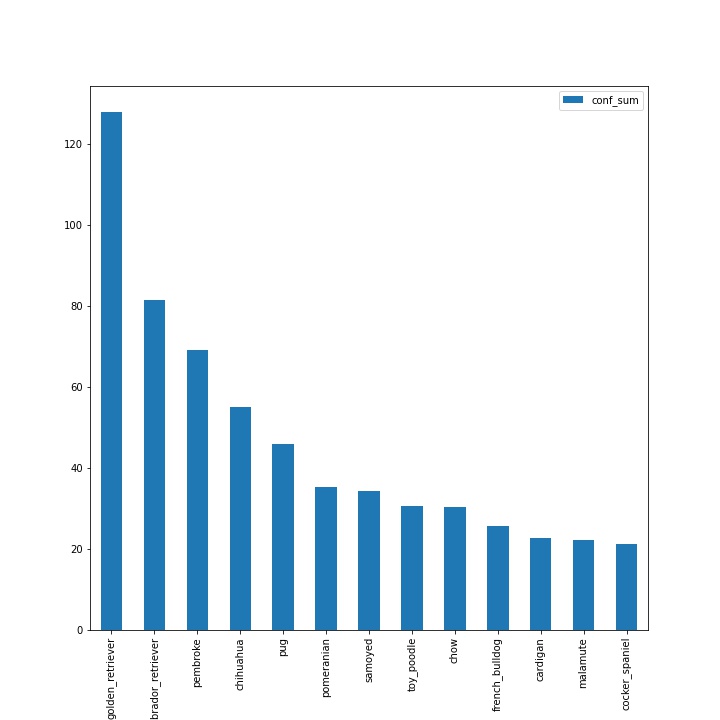 conf_sum
120
100
80
60
40
20
0
golden_retriever
brador_retriever
pembroke
chihuahua
pug
pomeranian
samoyed
toy_poodle
chow
french_bulldog
cardigan
malamute
cocker_spaniel